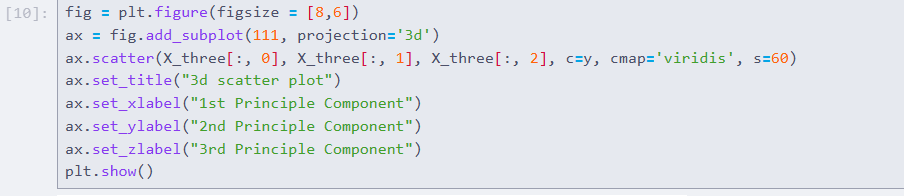 [10]: fig = plt.figure(figsize = [8,6])
ax = fig.add_subplot(111, projection='3d')
ax.scatter(X_three[:, 0], X_three[:, 1], X_three[:, 2], c=y, cmap='viridis', s=60)
ax.set_title("3d scatter plot")
ax.set_xlabel("1st Principle Component")
ax.set_ylabel("2nd Principle Component")
ax.set_zlabel("3rd Principle Component")
plt.show()